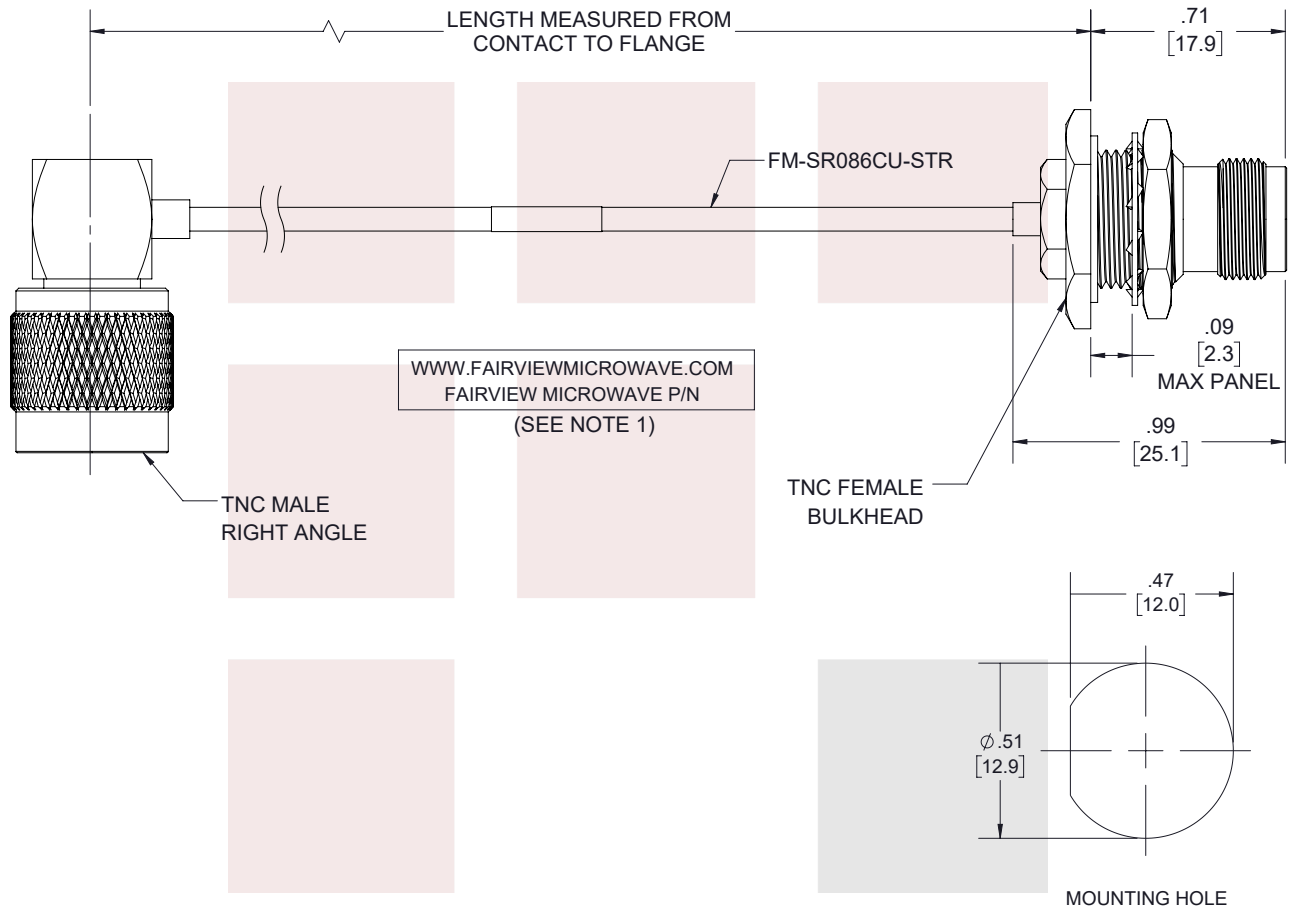 LENGTH MEASURED FROM
CONTACT TO FLANGE
.71
[17.9]
FM-SR086CU-STR
WWW.FAIRVIEWMICROWAVE.COM
FAIRVIEW MICROWAVE P/N
(SEE NOTE 1)
.09
[2.3]
MAX PANEL
.99
[25.1]
TNC MALE
RIGHT ANGLE
TNC FEMALE
BULKHEAD
.47
[12.0]
∅.51
[12.9]
MOUNTING HOLE